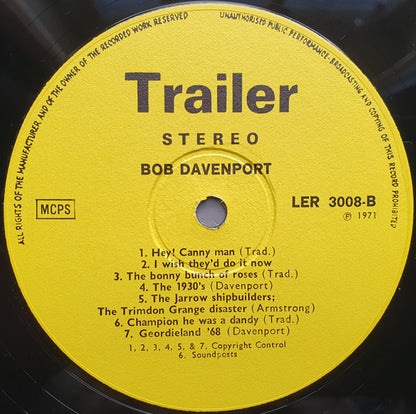 ALL RIGHTS OF THE MANUFACTURER AND OF THE OWNER OF THE RECORDED WORK RESERVED
UNAUTHORISED PUBLIC PERFORMANCE, BROADCASTING AND COPYING OF THIS RECORD PROHIBITED
Trailer
STEREO
BOB DAVENPORT
MCPS
LER 3008-B
Ⓟ 1971
1. Hey! Canny man (Trad.)
2. I wish they'd do it now
3. The bonny bunch of roses (Trad.)
4. The 1930's (Davenport)
5. The Jarrow shipbuilders;
The Trimdon Grange disaster (Armstrong)
6. Champion he was a dandy (Trad.)
7. Geordieland '68 (Davenport)
1, 2, 3, 4, 5, & 7. Copyright Control
6. Soundposts